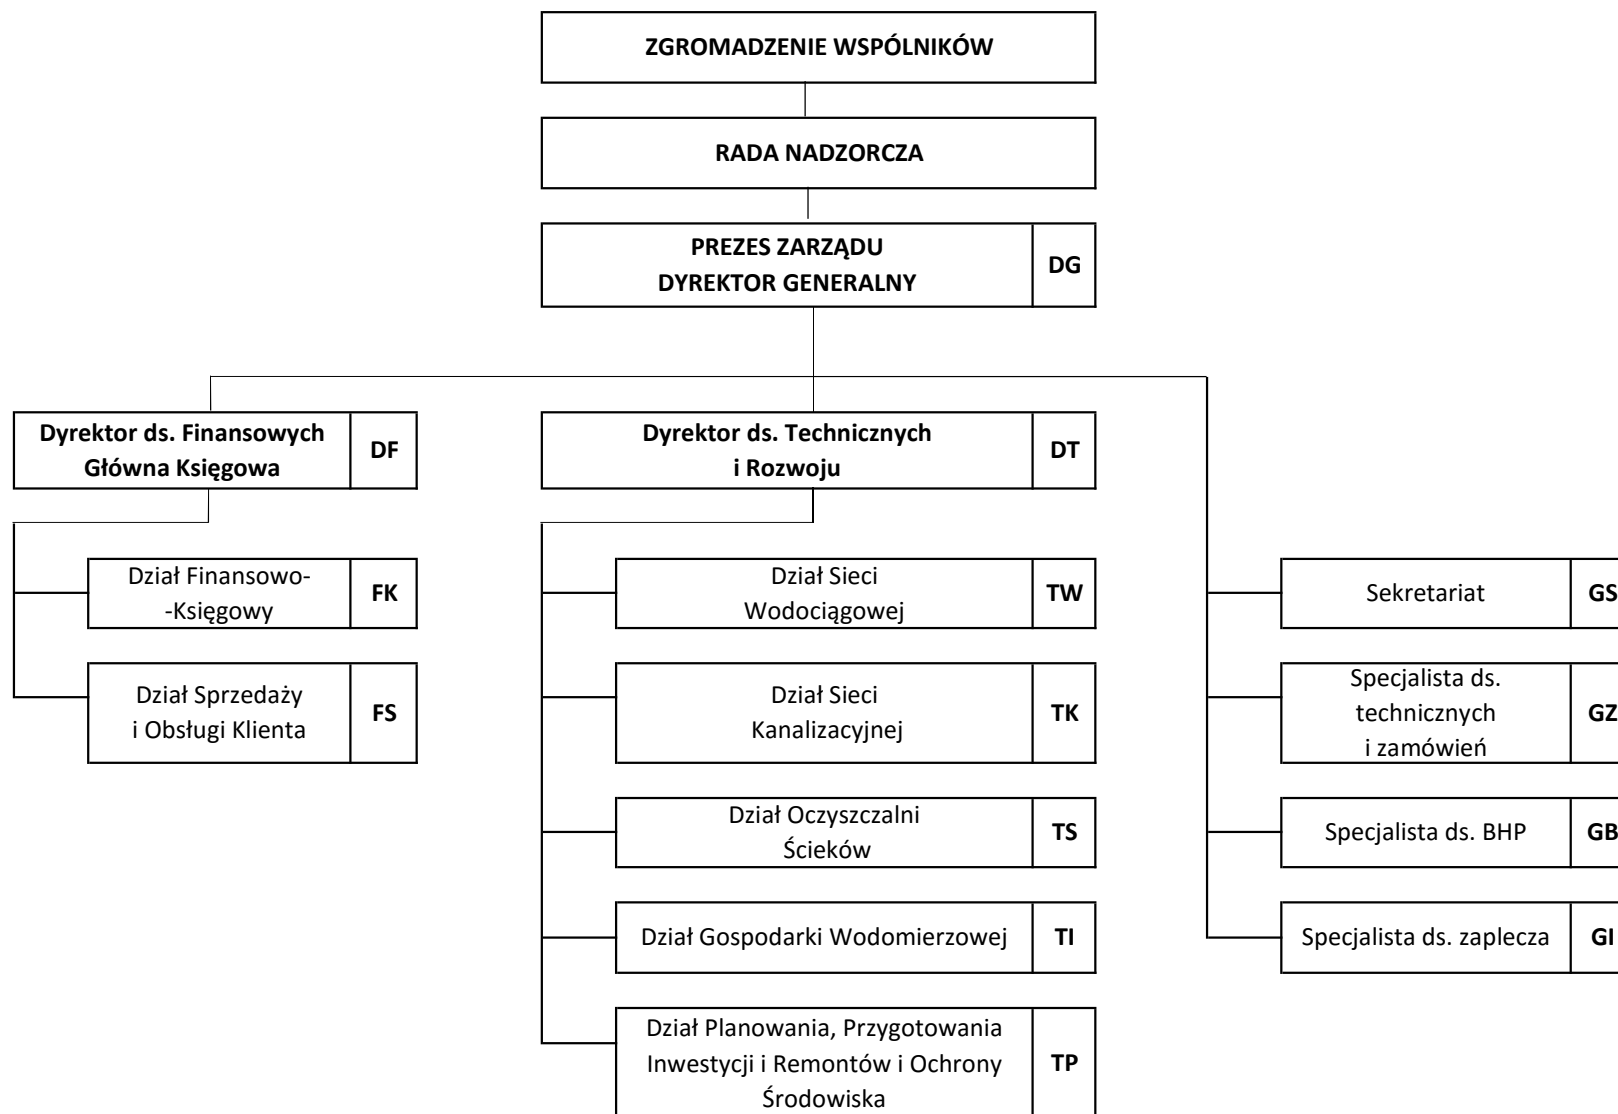 ZGROMADZENIE WSPÓLNIKÓW
RADA NADZORCZA
PREZES ZARZĄDU
DYREKTOR GENERALNY
DG
Dyrektor ds. Finansowych
Główna Księgowa
DF
Dyrektor ds. Technicznych
i Rozwoju
DT
Dział Finansowo-
-Księgowy
FK
Dział Sprzedaży
i Obsługi Klienta
FS
Dział Sieci
Wodociągowej
TW
Dział Sieci
Kanalizacyjnej
TK
Dział Oczyszczalni
Ścieków
TS
Dział Gospodarki Wodomierzowej
TI
Dział Planowania, Przygotowania
Inwestycji i Remontów i Ochrony
Środowiska
TP
Sekretariat
GS
Specjalista ds.
technicznych
i zamówień
GZ
Specjalista ds. BHP
GB
Specjalista ds. zaplecza
GI